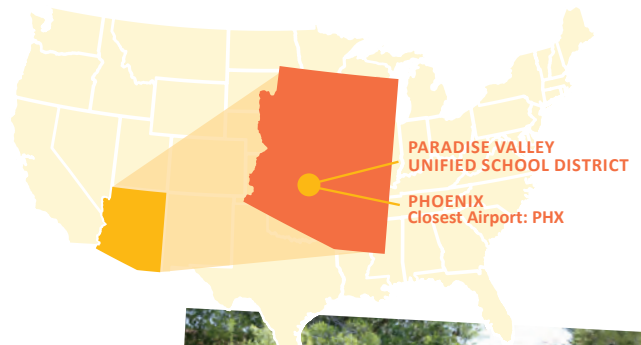 PARADISE VALLEY
UNIFIED SCHOOL DISTRICT
PHOENIX
Closest Airport: PHX